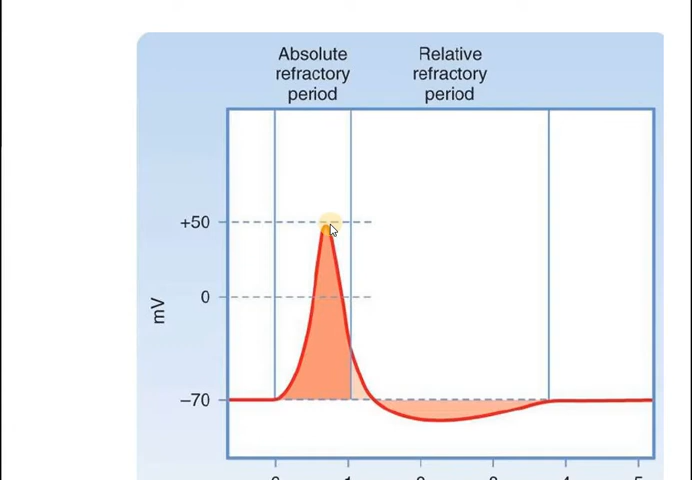 Absolute
refractory
period
Relative
refractory
period
+50
0
mV
–70